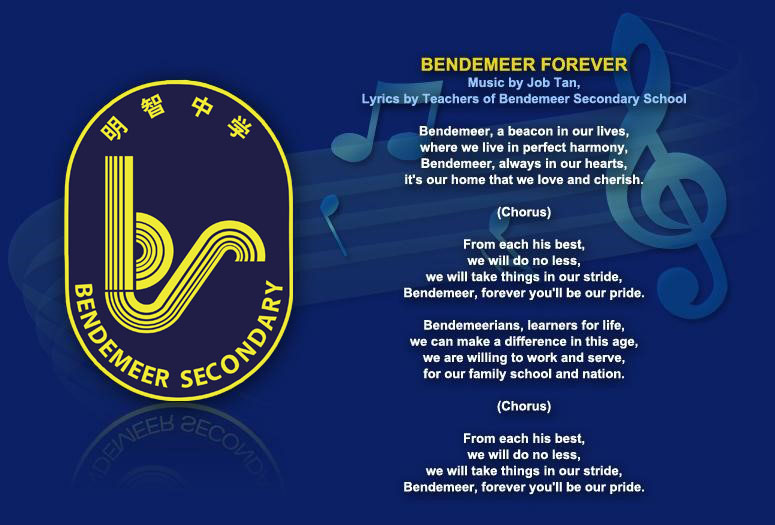 明智中学
BENDEMEER SECONDARY
BENDEMEER FOREVER
Music by Job Tan,
Lyrics by Teachers of Bendemeer Secondary School
Bendemeer, a beacon in our lives,
where we live in perfect harmony,
Bendemeer, always in our hearts,
it's our home that we love and cherish.
(Chorus)
From each his best,
we will do no less,
we will take things in our stride,
Bendemeer, forever you'll be our pride.
Bendemeerians, learners for life,
we can make a difference in this age,
we are willing to work and serve,
for our family school and nation.
(Chorus)
From each his best,
we will do no less,
we will take things in our stride,
Bendemeer, forever you'll be our pride.